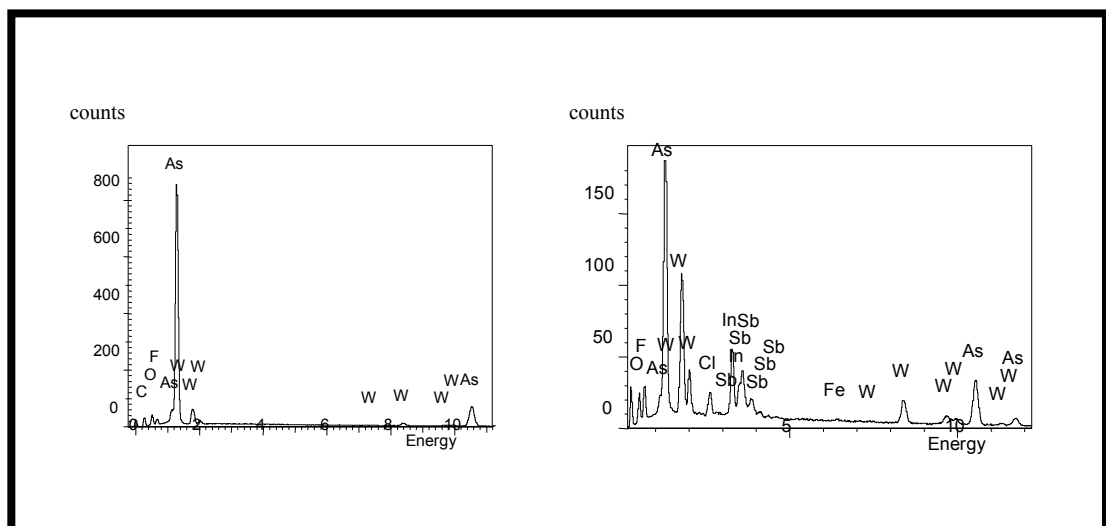 counts
As
800
600
400
200
0
F
O
C
As
W W
W
W W W
W As
0 2 4 6 8 10
Energy
counts
As
150
100
50
0
W
F
O
As
W W
Cl
InSb
Sb
Sb In Sb
Sb
Sb
Fe W
W
W
W
As
As
W
W
5 10
Energy